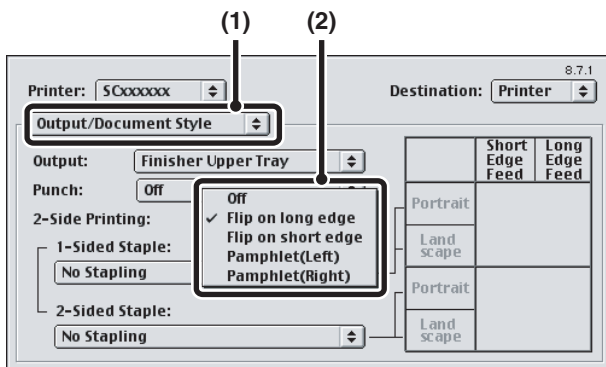 (1) (2)
8.7.1
Printer: SCxxxxxx Destination: Printer
Output/Document Style
Output: Finisher Upper Tray
Punch: Off
2-Side Printing:
Off
✓ Flip on long edge
Flip on short edge
Pamphlet(Left)
Pamphlet(Right)
1-Sided Staple:
No Stapling
2-Sided Staple:
No Stapling
Short Edge Feed
Long Edge Feed
Portrait
Land
scape
Portrait
Land
scape